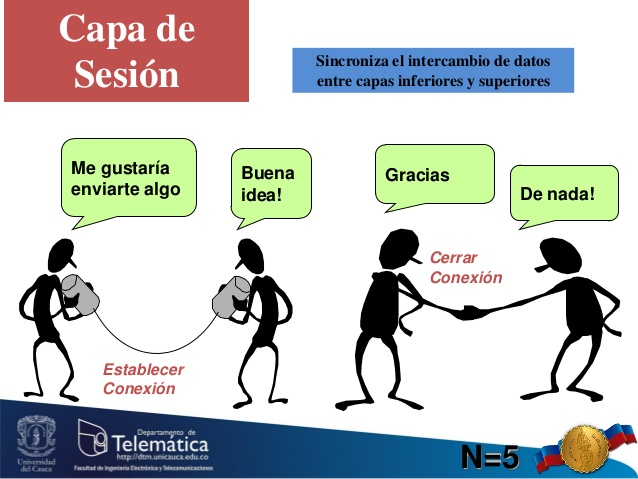 Capa de
Sesión
Sincroniza el intercambio de datos
entre capas inferiores y superiores
Me gustaría
enviarte algo
Buena
idea!
Gracias
De nada!
Cerrar
Conexión
Establecer
Conexión
Universidad
del Cauca
Departamento de
Telemática
http://dtm.unicauca.edu.co
Facultad de Ingeniería Electrónica y Telecomunicaciones
N=5